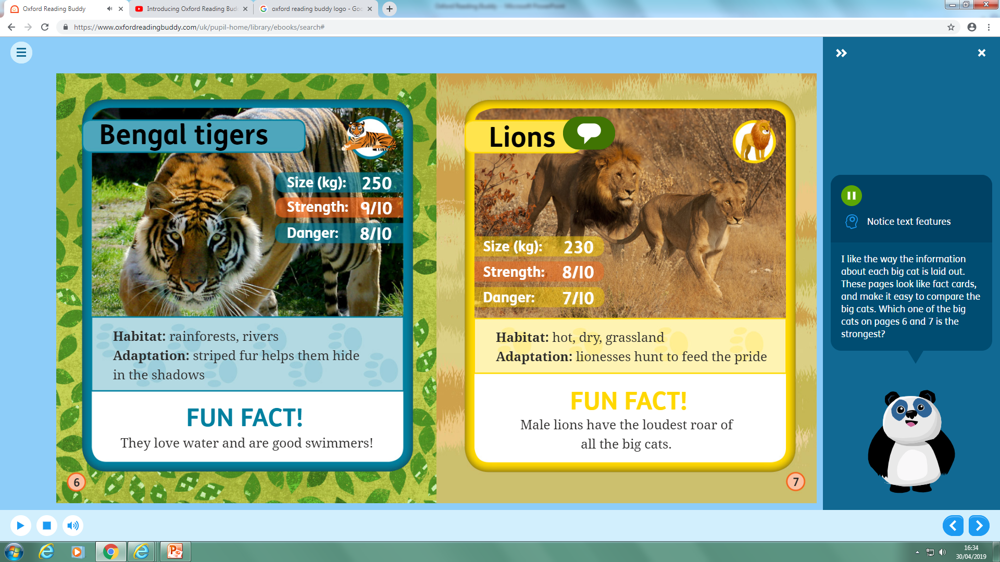 Oxford Reading Buddy
Introducing Oxford Reading Bud
oxford reading buddy logo - Goo
Oxford Reading Buddy - Microsoft PowerPoint
https://www.oxfordreadingbuddy.com/uk/pupil-home/library/ebooks/search#
Bengal tigers
Size (kg): 250
Strength: 9/10
Danger: 8/10
Habitat: rainforests, rivers
Adaptation: striped fur helps them hide
in the shadows
FUN FACT!
They love water and are good swimmers!
6
Lions
Size (kg): 230
Strength: 8/10
Danger: 7/10
Habitat: hot, dry, grassland
Adaptation: lionesses hunt to feed the pride
FUN FACT!
Male lions have the loudest roar of
all the big cats.
7
Notice text features
I like the way the information
about each big cat is laid out.
These pages look like fact cards,
and make it easy to compare the
big cats. Which one of the big
cats on pages 6 and 7 is the
strongest?
16:34
30/04/2019